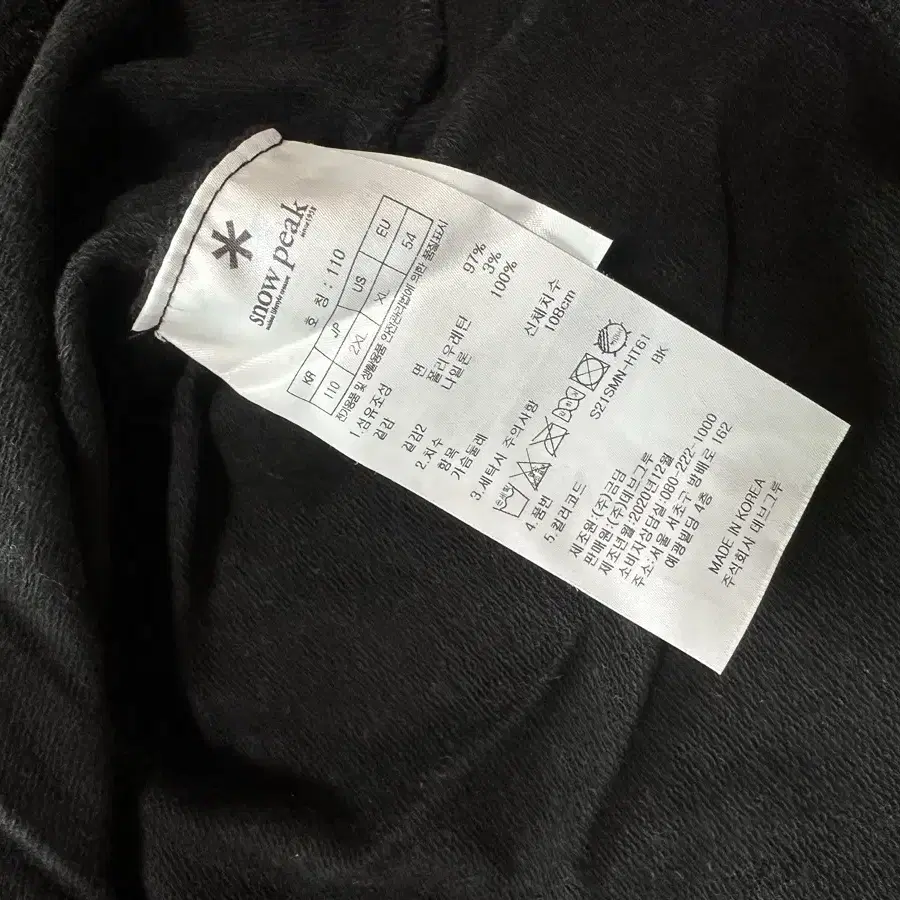 snow peak
since 1958
호 칭 : 110
KR JP US EU
110 2XL XL 54
전기용품 및 생활용품 안전관리법에 의한 품질표시
1.섬유조성
겉감 면 97%
폴리우레탄 3%
겉감2 나일론 100%
2.치수
항목 신체치수
가슴둘레 108cm
3.세탁시 주의사항
4.품번 S21SMN-HT61
5.칼라코드 BK
제조원:(주)금담
판매원:(주)데브그루
제조년월:2020년12월
소비자상담실:080-222-1000
주소:서울 서초구 방배로 162
예광빌딩 4층
MADE IN KOREA
주식회사 데브그루